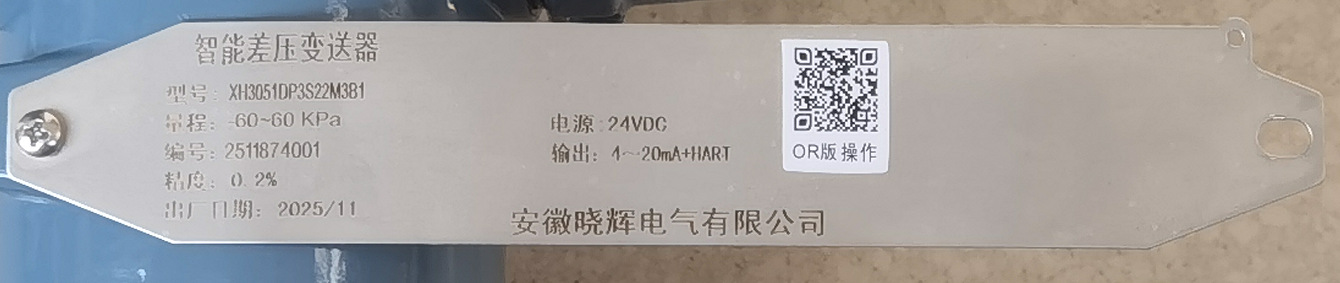 智能差压变送器
型号: XH3051DP3S22M3B1
量程: -60~60 KPa
编号: 2511874001
粘度: 0.2%
出厂日期: 2025/11
电源: 24VDC
输出: 4～20mA+HART
OR版 操作
安徽晓辉电气有限公司